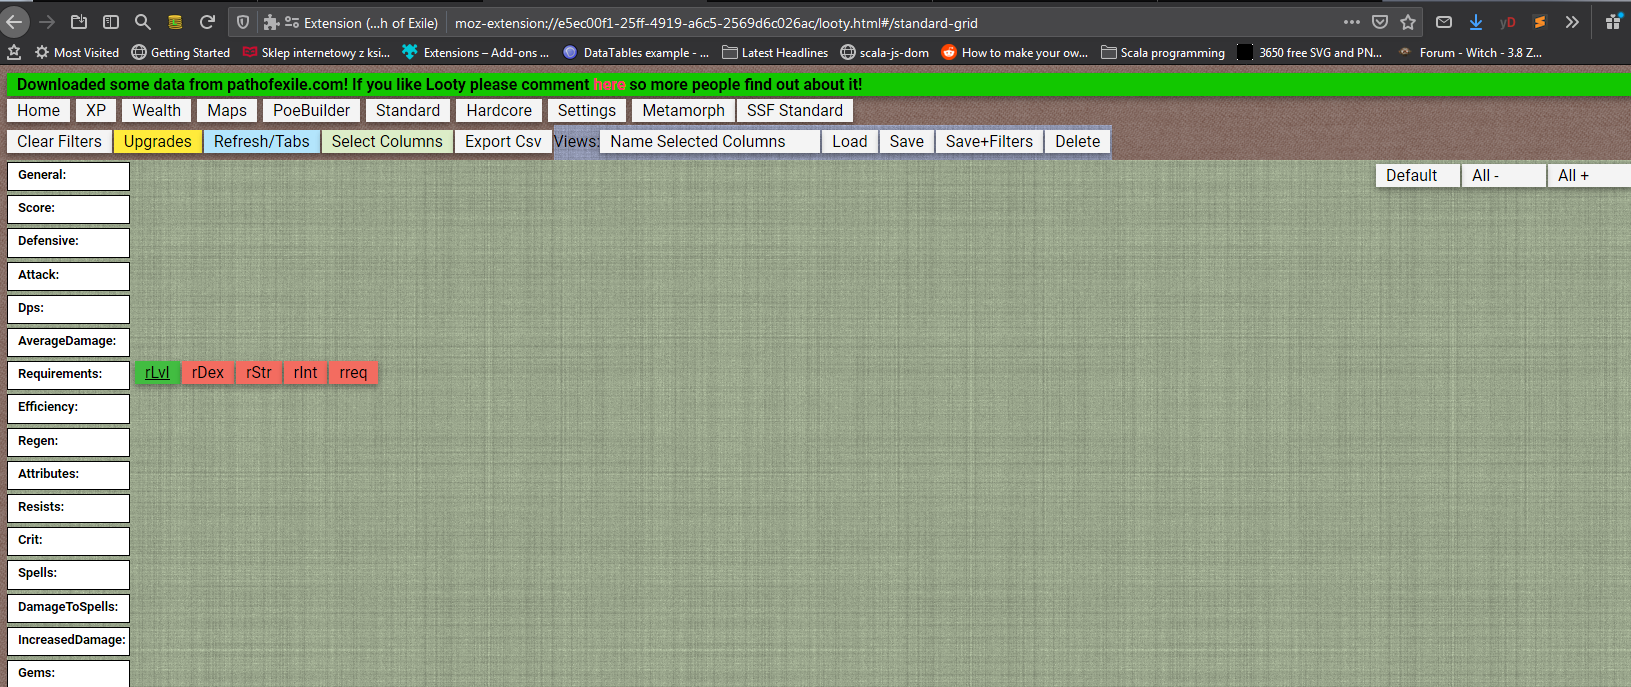 Extension (...h of Exile) moz-extension://e5ec00f1-25ff-4919-a6c5-2569d6c026ac/looty.html#/standard-grid yD S
Most Visited Getting Started Sklep internetowy z ksi... Extensions – Add-ons ... DataTables example - ... Latest Headlines scala-js-dom How to make your ow... Scala programming 3650 free SVG and PN... Forum - Witch - 3.8 Z...
Downloaded some data from pathofexile.com! If you like Looty please comment here so more people find out about it!
Home XP Wealth Maps PoeBuilder Standard Hardcore Settings Metamorph SSF Standard
Clear Filters Upgrades Refresh/Tabs Select Columns Export Csv Views: Name Selected Columns Load Save Save+Filters Delete
General: Default All - All +
Score:
Defensive:
Attack:
Dps:
AverageDamage:
Requirements: rLvl rDex rStr rInt rreq
Efficiency:
Regen:
Attributes:
Resists:
Crit:
Spells:
DamageToSpells:
IncreasedDamage:
Gems: